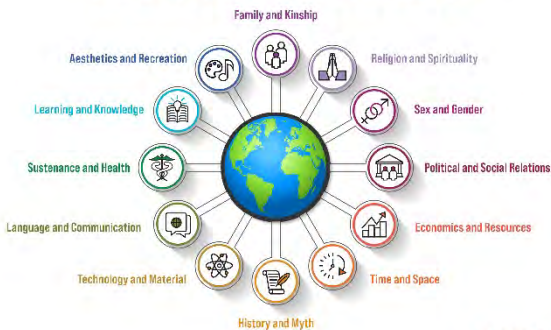 Family and Kinship
Aesthetics and Recreation
Religion and Spirituality
Learning and Knowledge
Sex and Gender
Sustenance and Health
Political and Social Relations
Language and Communication
Economics and Resources
Technology and Material
Time and Space
History and Myth